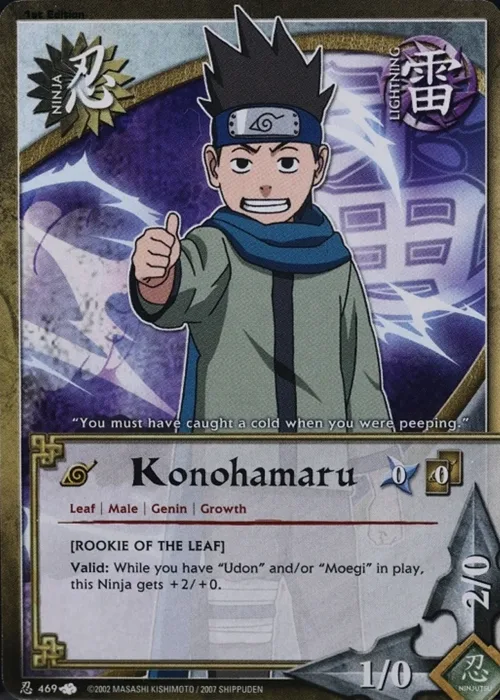 1st Edition
NINJA
忍
LIGHTNING
雷
"You must have caught a cold when you were peeping."
Konohamaru
0
0
Leaf | Male | Genin | Growth
[ROOKIE OF THE LEAF]
Valid: While you have "Udon" and/or "Moegi" in play,
this Ninja gets +2/+0.
2/0
1/0
忍
NINJUTSU
忍 469
©2002 MASASHI KISHIMOTO / 2007 SHIPPUDEN